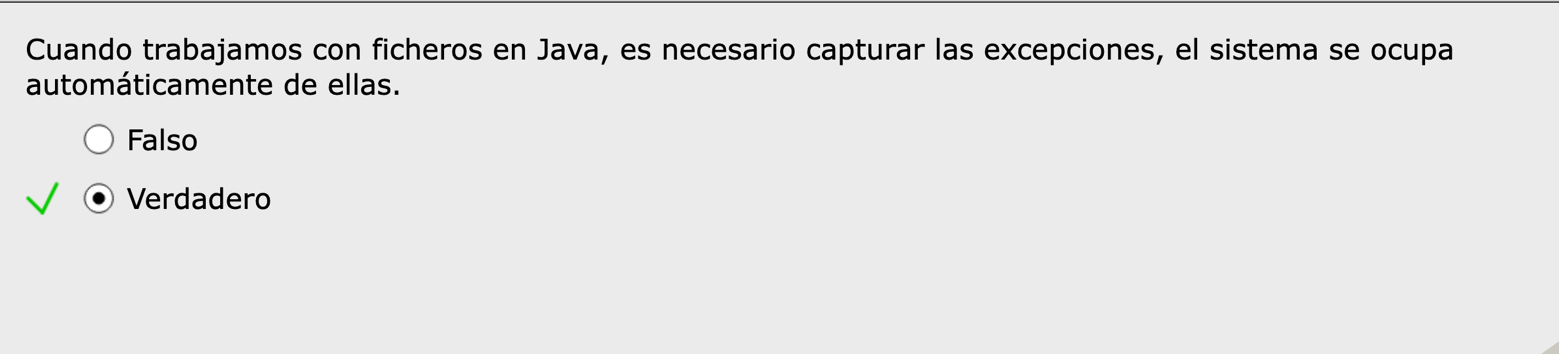 Cuando trabajamos con ficheros en Java, es necesario capturar las excepciones, el sistema se ocupa
automáticamente de ellas.
Falso
Verdadero